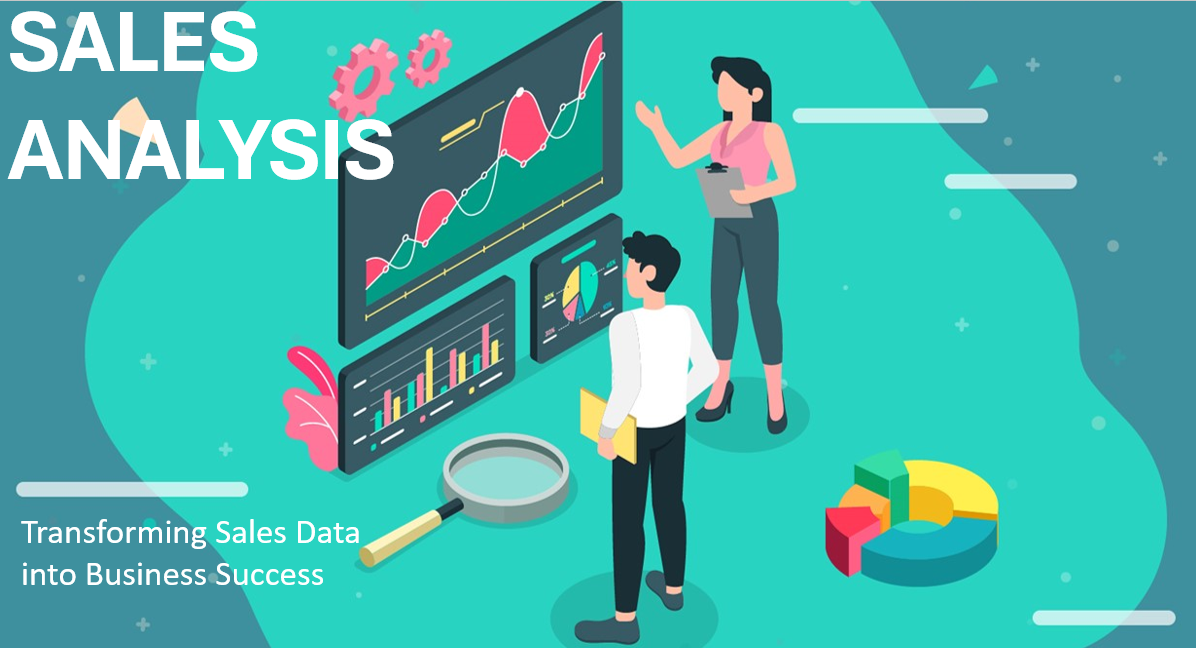 SALES
ANALYSIS
Transforming Sales Data
into Business Success